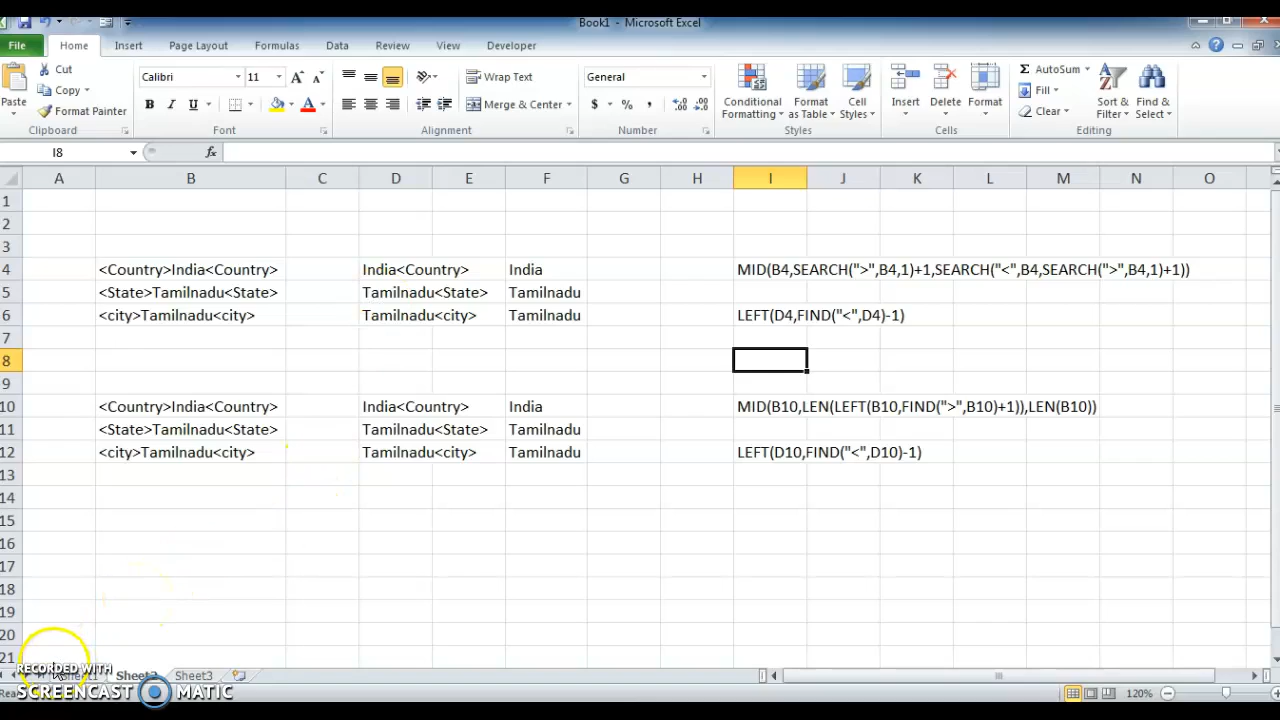 Book1 - Microsoft Excel
File Home Insert Page Layout Formulas Data Review View Developer
Paste Cut Copy Format Painter
Calibri 11
B I U A
Wrap Text
Merge & Center
General
$ % ,
Conditional Formatting
Format as Table
Cell Styles
Insert Delete Format
Σ AutoSum
Fill
Clear
Sort & Filter
Find & Select
Clipboard Font Alignment Number Styles Cells Editing
I8 fx
A B C D E F G H I J K L M N O
1
2
3
4 <Country>India<Country> India<Country> India MID(B4,SEARCH(">",B4,1)+1,SEARCH("<",B4,SEARCH(">",B4,1)+1))
5 <State>Tamilnadu<State> Tamilnadu<State> Tamilnadu
6 <city>Tamilnadu<city> Tamilnadu<city> Tamilnadu LEFT(D4,FIND("<",D4)-1)
7
8
9
10 <Country>India<Country> India<Country> India MID(B10,LEN(LEFT(B10,FIND(">",B10)+1)),LEN(B10))
11 <State>Tamilnadu<State> Tamilnadu<State> Tamilnadu
12 <city>Tamilnadu<city> Tamilnadu<city> Tamilnadu LEFT(D10,FIND("<",D10)-1)
13
14
15
16
17
18
19
20
21
RECORDED WITH
Sheet2 Sheet3
SCREENCAST MATIC
120%